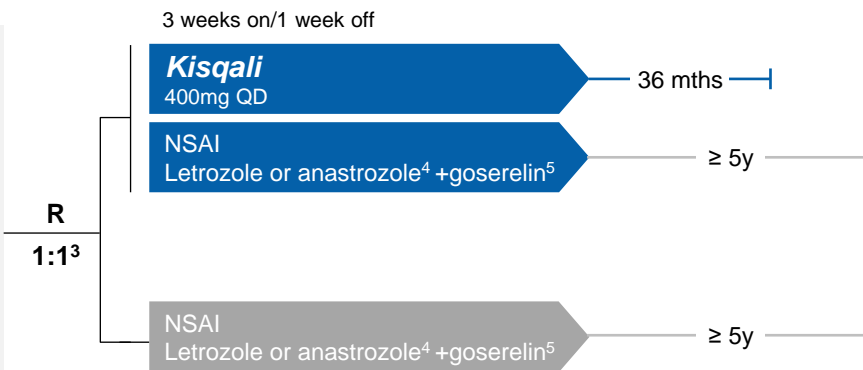 3 weeks on/1 week off
Kisqali
400mg QD
36 mths
NSAI
Letrozole or anastrozole⁴ +goserelin⁵
≥ 5y
R
1:1³
NSAI
Letrozole or anastrozole⁴ +goserelin⁵
≥ 5y